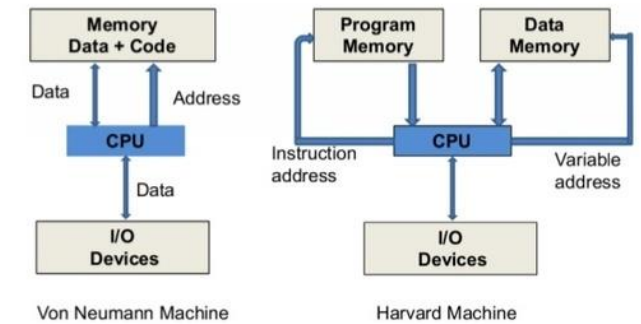 Memory
Data + Code
Data
Address
CPU
Data
I/O
Devices
Von Neumann Machine
Program
Memory
Data
Memory
CPU
Instruction
address
Variable
address
I/O
Devices
Harvard Machine